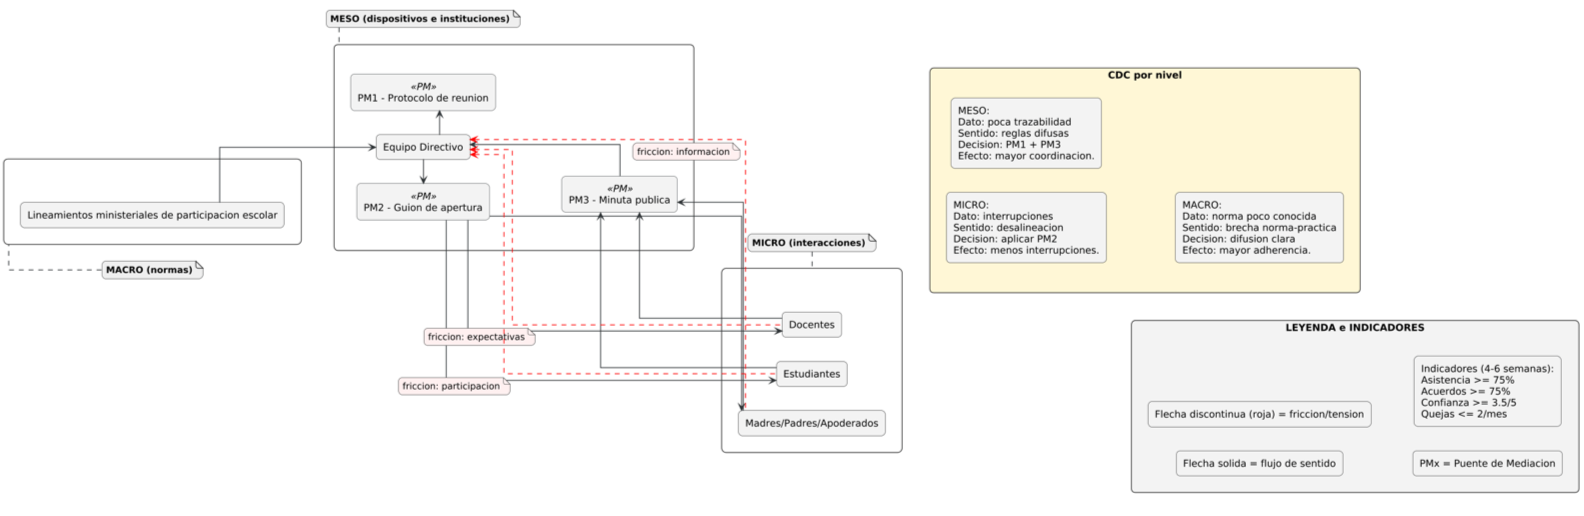 MESO (dispositivos e instituciones)
«PM»
PM1 - Protocolo de reunion
Equipo Directivo
friccion: informacion
«PM»
PM2 - Guion de apertura
«PM»
PM3 - Minuta publica
Lineamientos ministeriales de participacion escolar
MACRO (normas)
MICRO (interacciones)
Docentes
friccion: expectativas
Estudiantes
friccion: participacion
Madres/Padres/Apoderados
CDC por nivel
MESO:
Dato: poca trazabilidad
Sentido: reglas difusas
Decision: PM1 + PM3
Efecto: mayor coordinacion.
MICRO:
Dato: interrupciones
Sentido: desalineacion
Decision: aplicar PM2
Efecto: menos interrupciones.
MACRO:
Dato: norma poco conocida
Sentido: brecha norma-practica
Decision: difusion clara
Efecto: mayor adherencia.
LEYENDA e INDICADORES
Indicadores (4-6 semanas):
Asistencia >= 75%
Acuerdos >= 75%
Confianza >= 3.5/5
Quejas <= 2/mes
Flecha discontinua (roja) = friccion/tension
Flecha solida = flujo de sentido
PMx = Puente de Mediacion